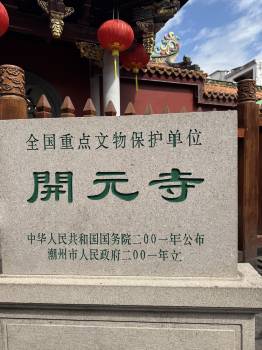 全国重点文物保护单位
開元寺
中华人民共和国国务院二00一年公布
潮州市人民政府二00一年立